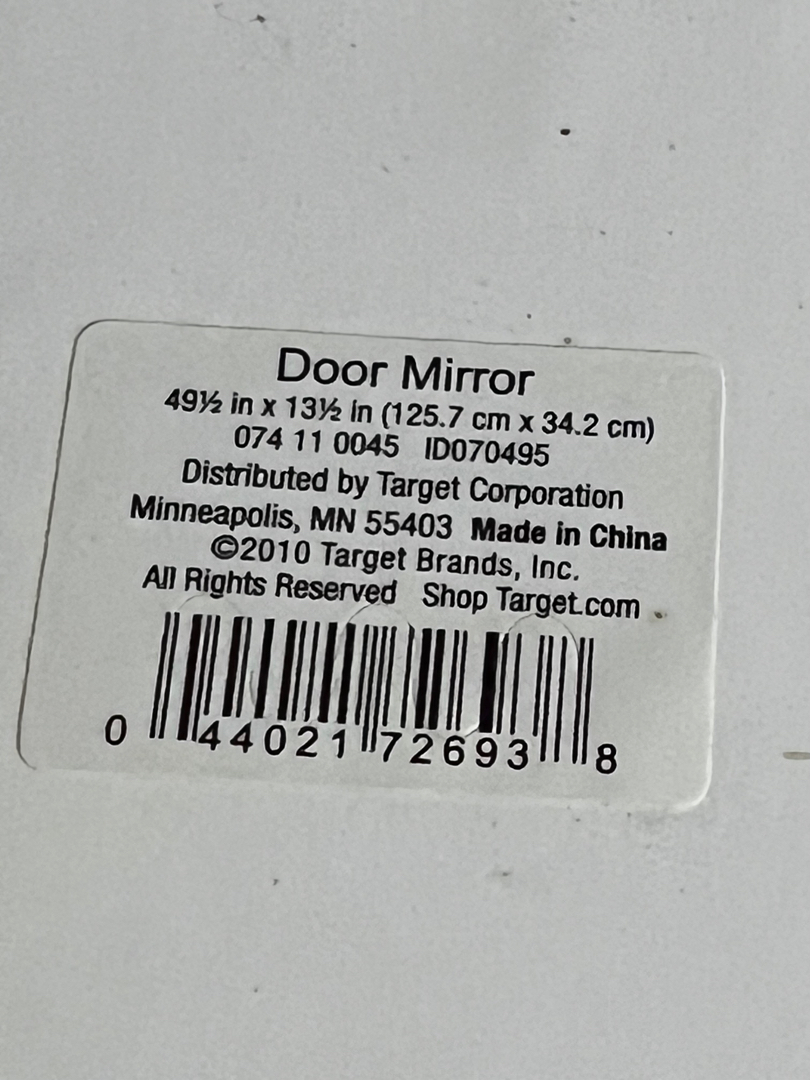 Door Mirror
49½ in x 13½ in (125.7 cm x 34.2 cm)
074 11 0045 ID070495
Distributed by Target Corporation
Minneapolis, MN 55403 Made in China
©2010 Target Brands, Inc.
All Rights Reserved Shop Target.com
0 44021 72693 8